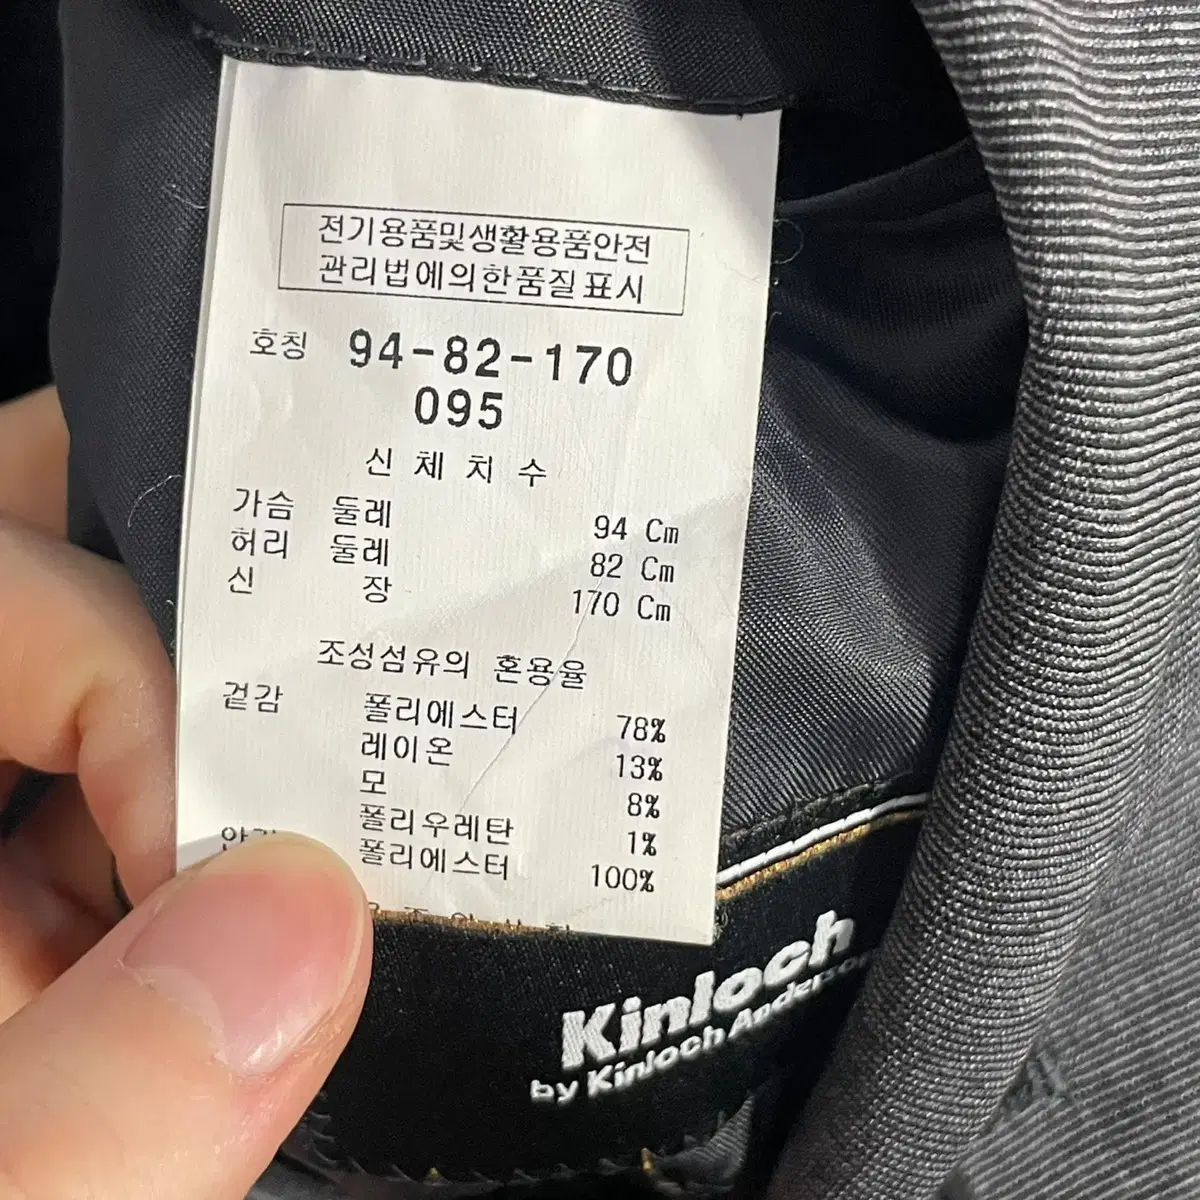 전기용품및생활용품안전
관리법에의한품질표시
호칭 94-82-170
095
신체치수
가슴 둘레 94 Cm
허리 둘레 82 Cm
신 장 170 Cm
조성섬유의 혼용율
겉감 폴리에스터 78%
레이온 13%
모 8%
폴리우레탄 1%
폴리에스터 100%
Kinloch
by Kinloch